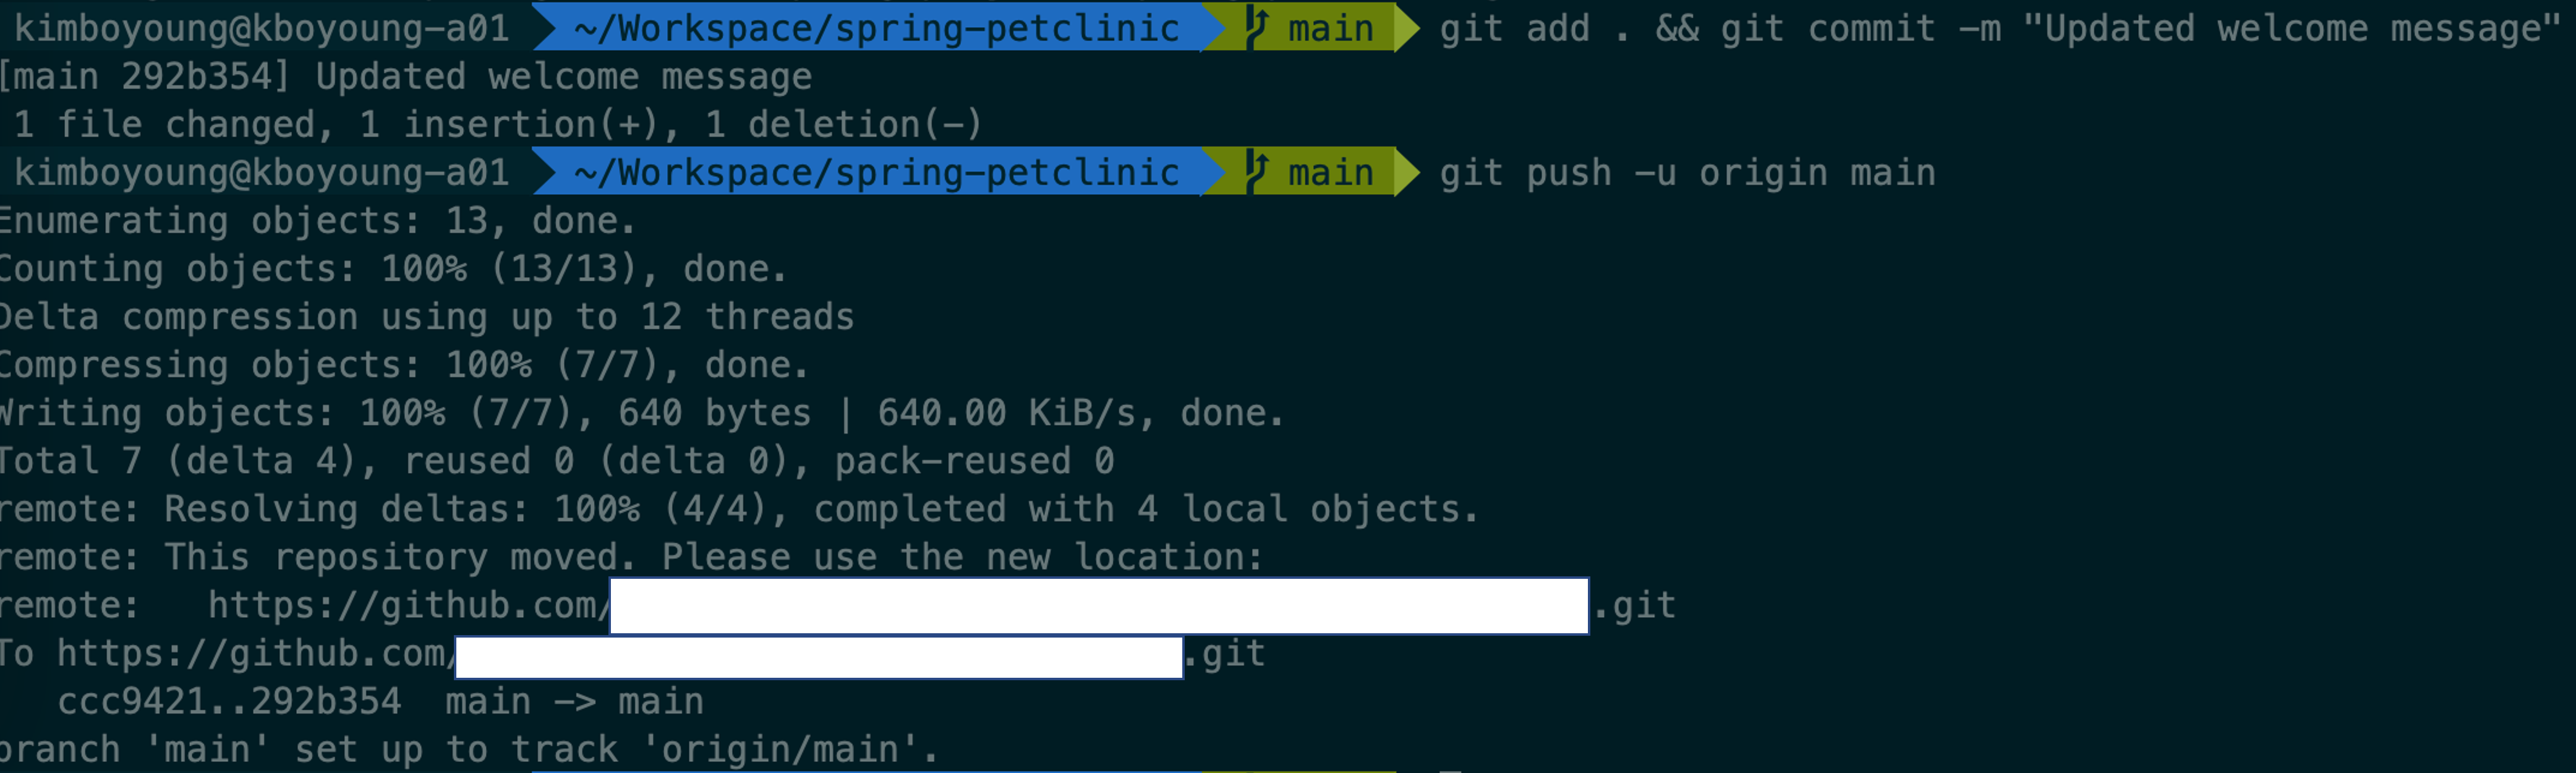 kimboyoung@kboyoung-a01 ~/Workspace/spring-petclinic main git add . && git commit -m "Updated welcome message"
[main 292b354] Updated welcome message
 1 file changed, 1 insertion(+), 1 deletion(-)
kimboyoung@kboyoung-a01 ~/Workspace/spring-petclinic main git push -u origin main
Enumerating objects: 13, done.
Counting objects: 100% (13/13), done.
Delta compression using up to 12 threads
Compressing objects: 100% (7/7), done.
Writing objects: 100% (7/7), 640 bytes | 640.00 KiB/s, done.
Total 7 (delta 4), reused 0 (delta 0), pack-reused 0
remote: Resolving deltas: 100% (4/4), completed with 4 local objects.
remote: This repository moved. Please use the new location:
remote:   https://github.com/ .git
To https://github.com/ .git
   ccc9421..292b354  main -> main
branch 'main' set up to track 'origin/main'.